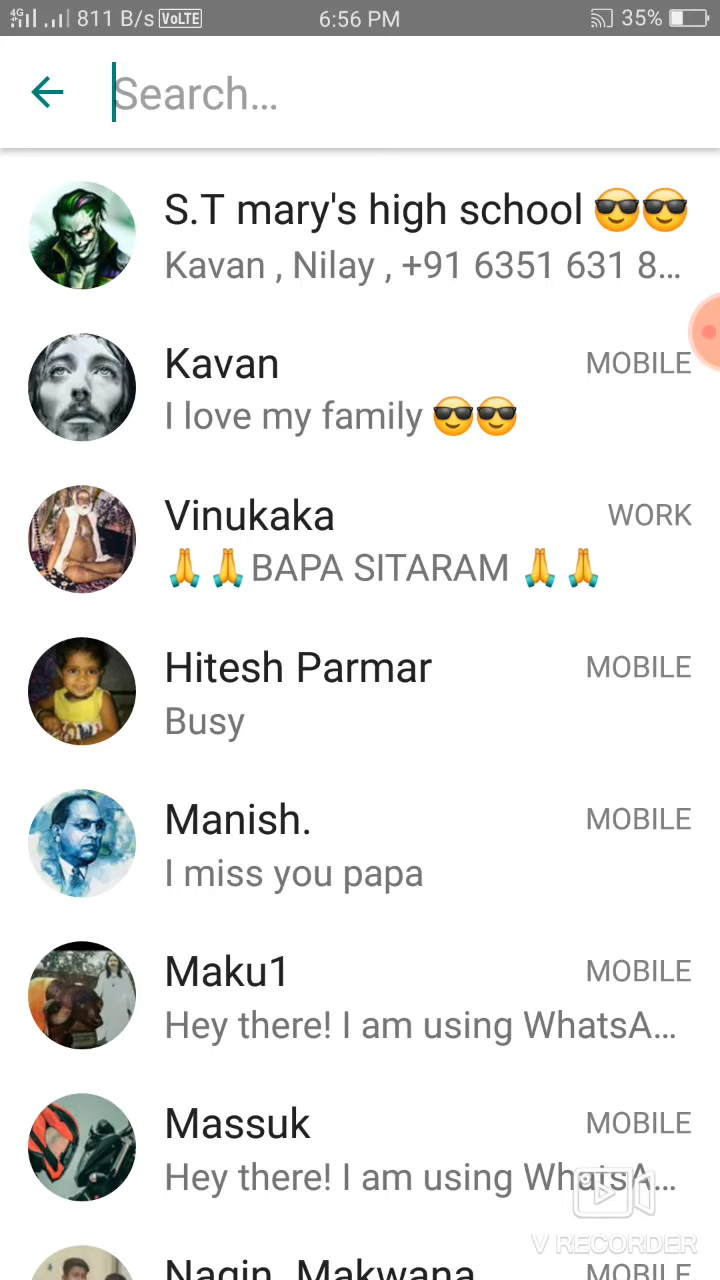 4G 811 B/s VoLTE 6:56 PM 35%
Search...
S.T mary's high school 😎😎
Kavan , Nilay , +91 6351 631 8...
Kavan MOBILE
I love my family 😎😎
Vinukaka WORK
🙏🙏BAPA SITARAM 🙏🙏
Hitesh Parmar MOBILE
Busy
Manish. MOBILE
I miss you papa
Maku1 MOBILE
Hey there! I am using WhatsA...
Massuk MOBILE
Hey there! I am using WhatsA...
V RECORDER
Nagin Makwana MOBILE